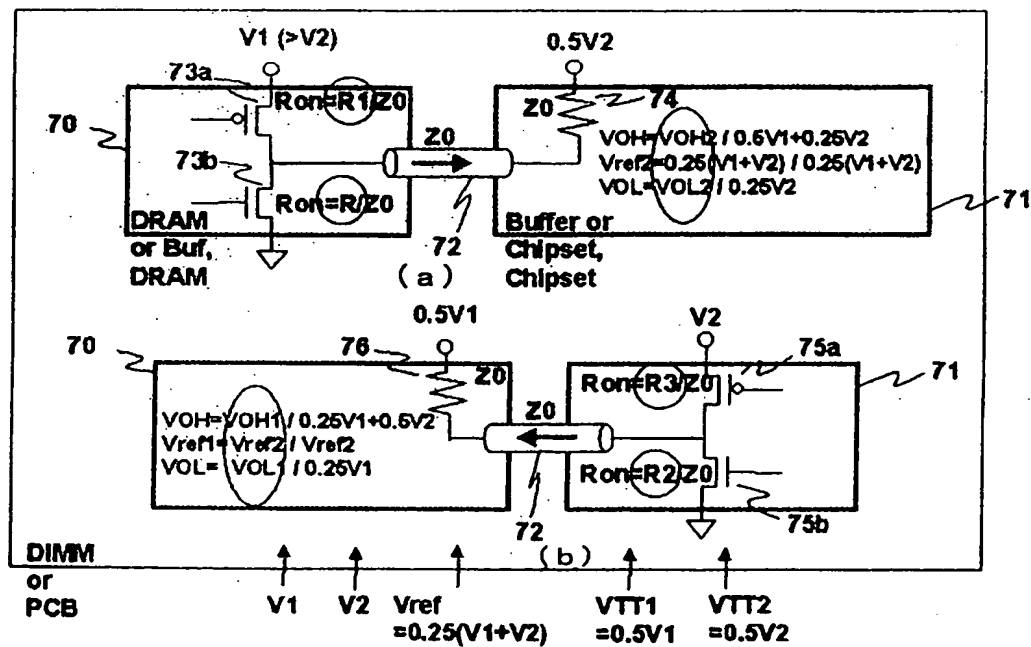 V1 (>V2)
0.5V2
73a
70
Ron=R1/Z0
Z0
74
VOH=VOH2 / 0.5V1+0.25V2
Z0
Vref2=0.25(V1+V2) / 0.25(V1+V2)
73b
VOL=VOL2 / 0.25V2
71
Ron=R/Z0
DRAM
or Buf,
DRAM
72
Buffer or
Chipset,
Chipset
(a)
0.5V1
V2
70
76
Z0
75a
71
Ron=R3/Z0
VOH=VOH1 / 0.25V1+0.5V2
Z0
Vref1=Vref2 / Vref2
VOL= VOL1 / 0.25V1
Ron=R2/Z0
72
75b
(b)
DIMM
or
PCB
V1
V2
Vref
=0.25(V1+V2)
VTT1
=0.5V1
VTT2
=0.5V2